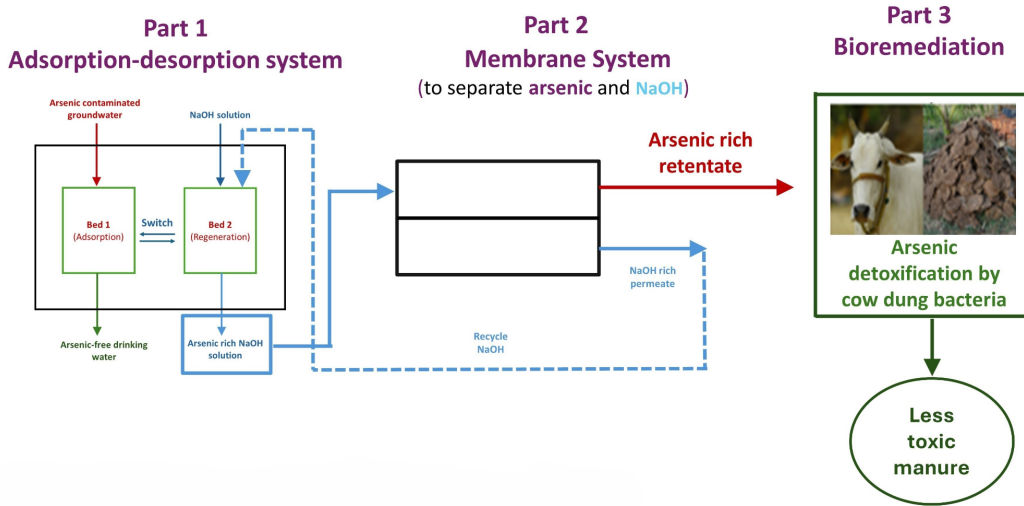 Part 1
Adsorption-desorption system
Part 2
Membrane System
(to separate arsenic and NaOH)
Part 3
Bioremediation
Arsenic contaminated
groundwater
NaOH solution
Bed 1
(Adsorption)
Switch
Bed 2
(Regeneration)
Arsenic-free drinking
water
Arsenic rich NaOH
solution
Arsenic rich
retentate
NaOH rich
permeate
Recycle
NaOH
Arsenic
detoxification by
cow dung bacteria
Less
toxic
manure